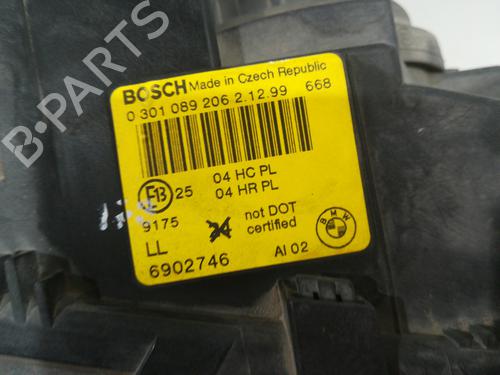 BOSCH Made in Czech Republic
0 301 089 206 2.12.99 668
E13 25 04 HC PL
04 HR PL
9175 24 not DOT
certified
BMW
LL
6902746 AI 02
B